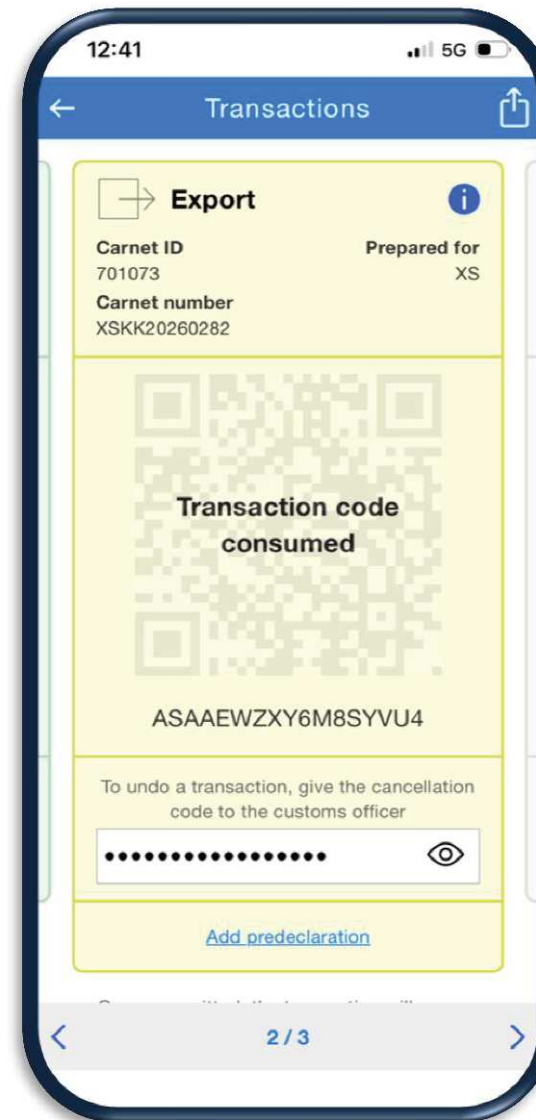 12:41
5G
Transactions
Export
Carnet ID
Prepared for
701073
XS
Carnet number
XSKK20260282
Transaction code
consumed
ASAAEWZXY6M8SYVU4
To undo a transaction, give the cancellation
code to the customs officer
•••••••••••••••••
Add predeclaration
2 / 3